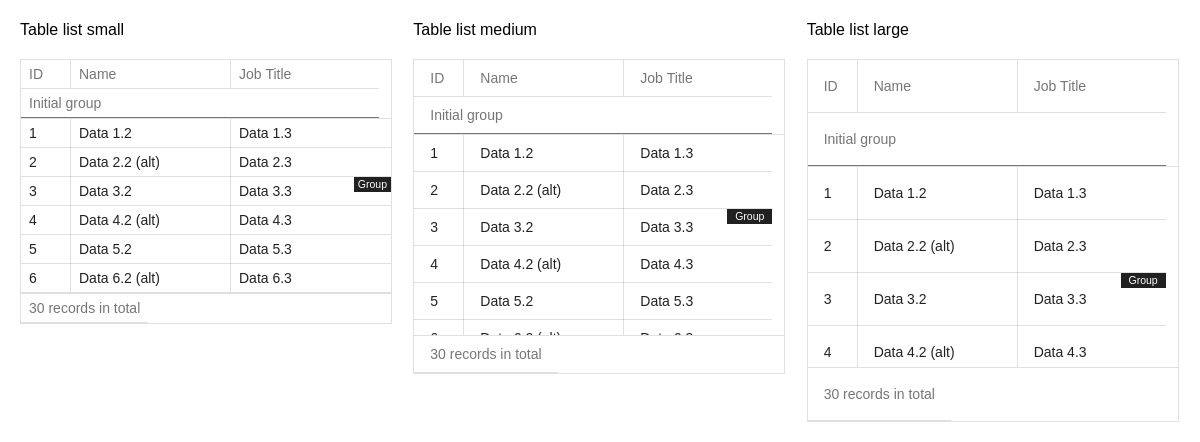 Table list small
ID Name Job Title
Initial group
1 Data 1.2 Data 1.3
2 Data 2.2 (alt) Data 2.3
Group
3 Data 3.2 Data 3.3
4 Data 4.2 (alt) Data 4.3
5 Data 5.2 Data 5.3
6 Data 6.2 (alt) Data 6.3
30 records in total
Table list medium
ID Name Job Title
Initial group
1 Data 1.2 Data 1.3
2 Data 2.2 (alt) Data 2.3
Group
3 Data 3.2 Data 3.3
4 Data 4.2 (alt) Data 4.3
5 Data 5.2 Data 5.3
30 records in total
Table list large
ID Name Job Title
Initial group
1 Data 1.2 Data 1.3
2 Data 2.2 (alt) Data 2.3
Group
3 Data 3.2 Data 3.3
4 Data 4.2 (alt) Data 4.3
30 records in total